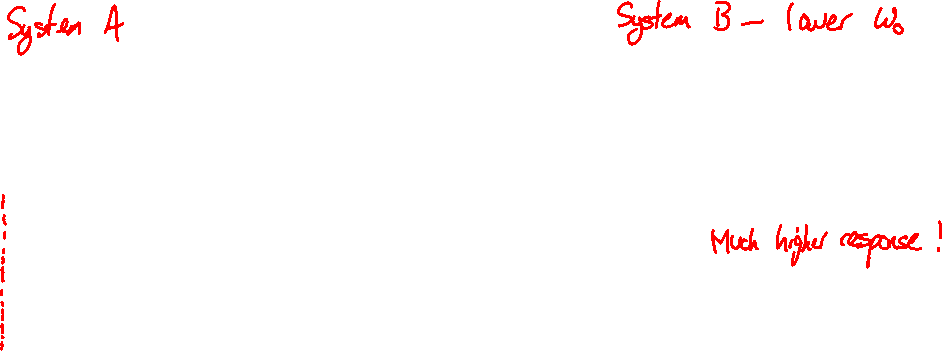 System A
System B - lower ω₀
Much higher response !